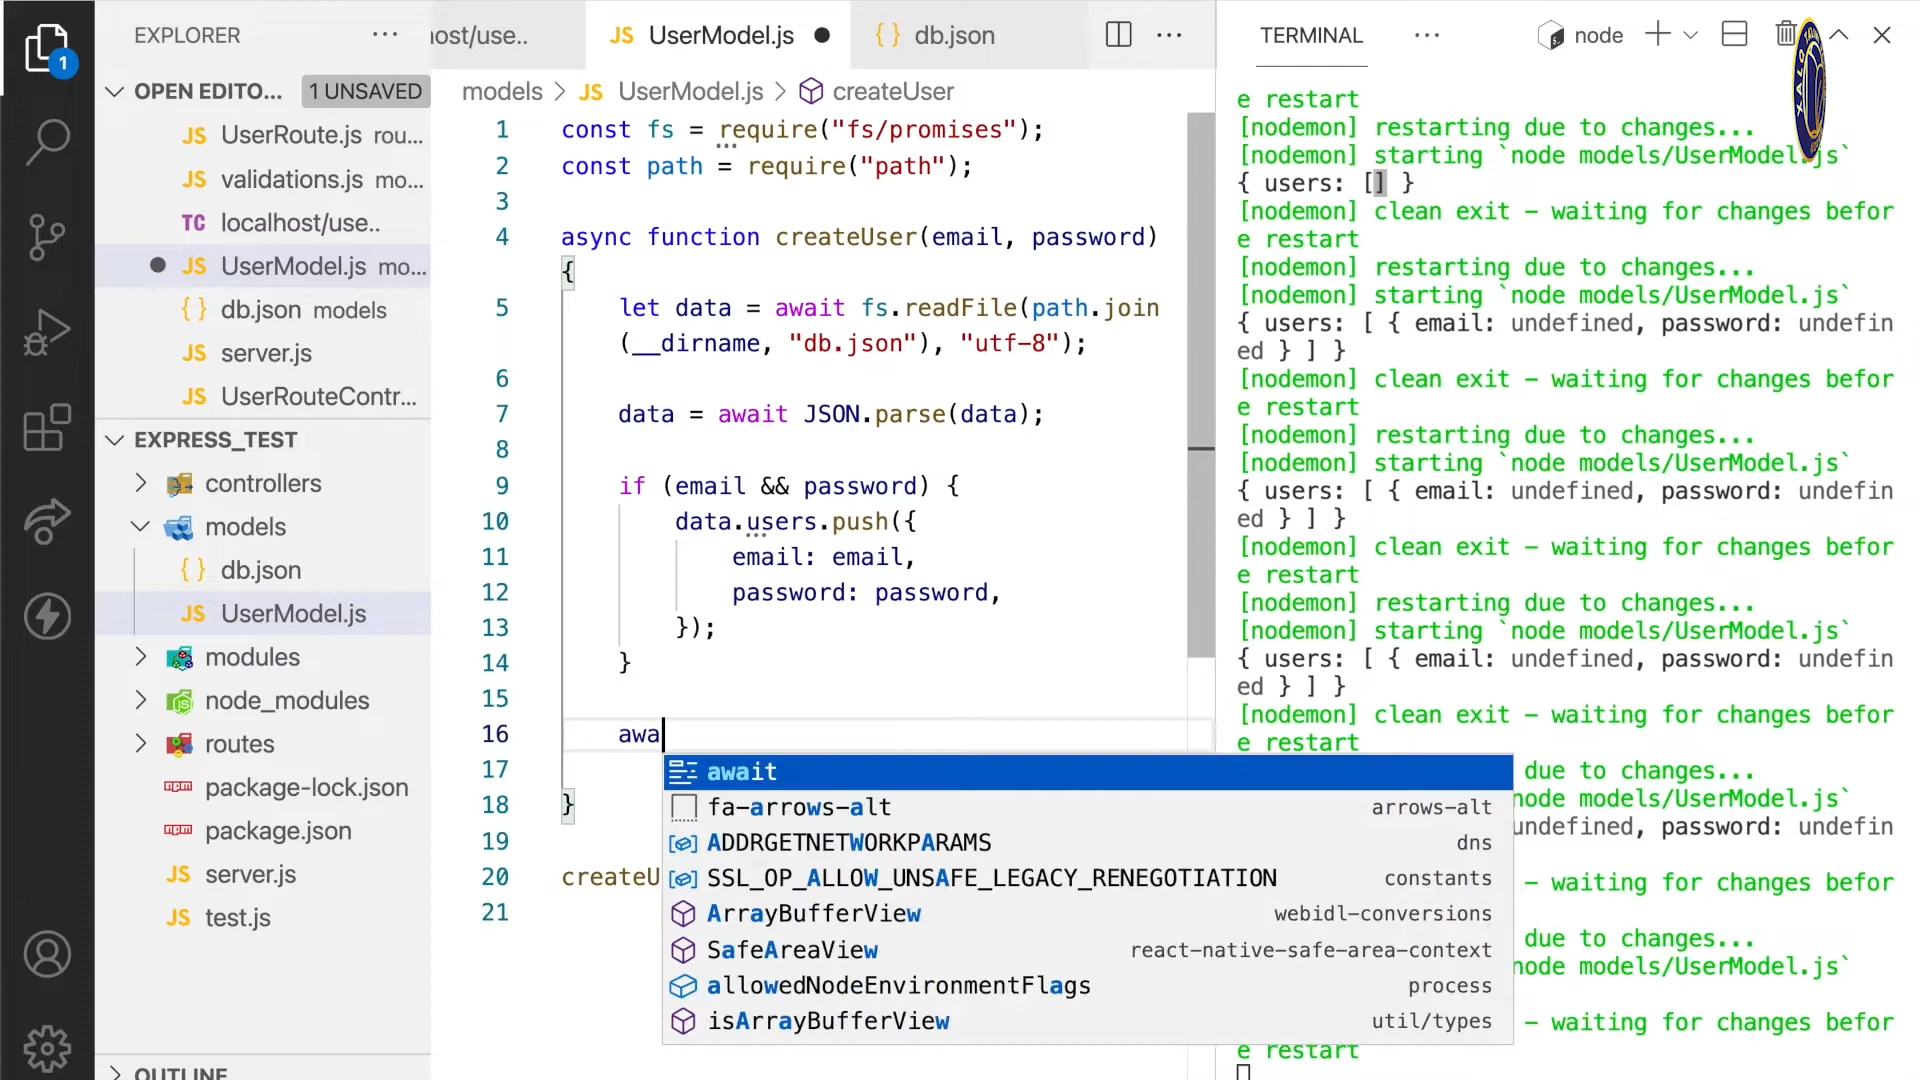 EXPLORER
1
OPEN EDITO...
1 UNSAVED
UserRoute.js rou...
validations.js mo...
TC localhost/use..
UserModel.js mo...
db.json models
server.js
UserRouteContr...
EXPRESS_TEST
controllers
models
db.json
UserModel.js
modules
node_modules
routes
package-lock.json
package.json
server.js
test.js
OUTLINE
ost/use..
JS UserModel.js
{ } db.json
models > JS UserModel.js > createUser
1 const fs = require("fs/promises");
2 const path = require("path");
3
4 async function createUser(email, password)
{
5 let data = await fs.readFile(path.join
(__dirname, "db.json"), "utf-8");
6
7 data = await JSON.parse(data);
8
9 if (email && password) {
10 data.users.push({
11 email: email,
12 password: password,
13 });
14 }
15
16 awa
17
18 }
19
20 createU
21
await
fa-arrows-alt arrows-alt
ADDRGETNETWORKPARAMS dns
SSL_OP_ALLOW_UNSAFE_LEGACY_RENEGOTIATION constants
ArrayBufferView webidl-conversions
SafeAreaView react-native-safe-area-context
allowedNodeEnvironmentFlags process
isArrayBufferView util/types
TERMINAL
node
e restart
[nodemon] restarting due to changes...
[nodemon] starting `node models/UserModel.js`
{ users: [] }
[nodemon] clean exit - waiting for changes befor
e restart
[nodemon] restarting due to changes...
[nodemon] starting `node models/UserModel.js`
{ users: [ { email: undefined, password: undefin
ed } ] }
[nodemon] clean exit - waiting for changes befor
e restart
[nodemon] restarting due to changes...
[nodemon] starting `node models/UserModel.js`
{ users: [ { email: undefined, password: undefin
ed } ] }
[nodemon] clean exit - waiting for changes befor
e restart
[nodemon] restarting due to changes...
[nodemon] starting `node models/UserModel.js`
{ users: [ { email: undefined, password: undefin
ed } ] }
[nodemon] clean exit - waiting for changes befor
e restart
due to changes...
node models/UserModel.js`
undefined, password: undefin
- waiting for changes befor
due to changes...
node models/UserModel.js`
- waiting for changes befor
e restart